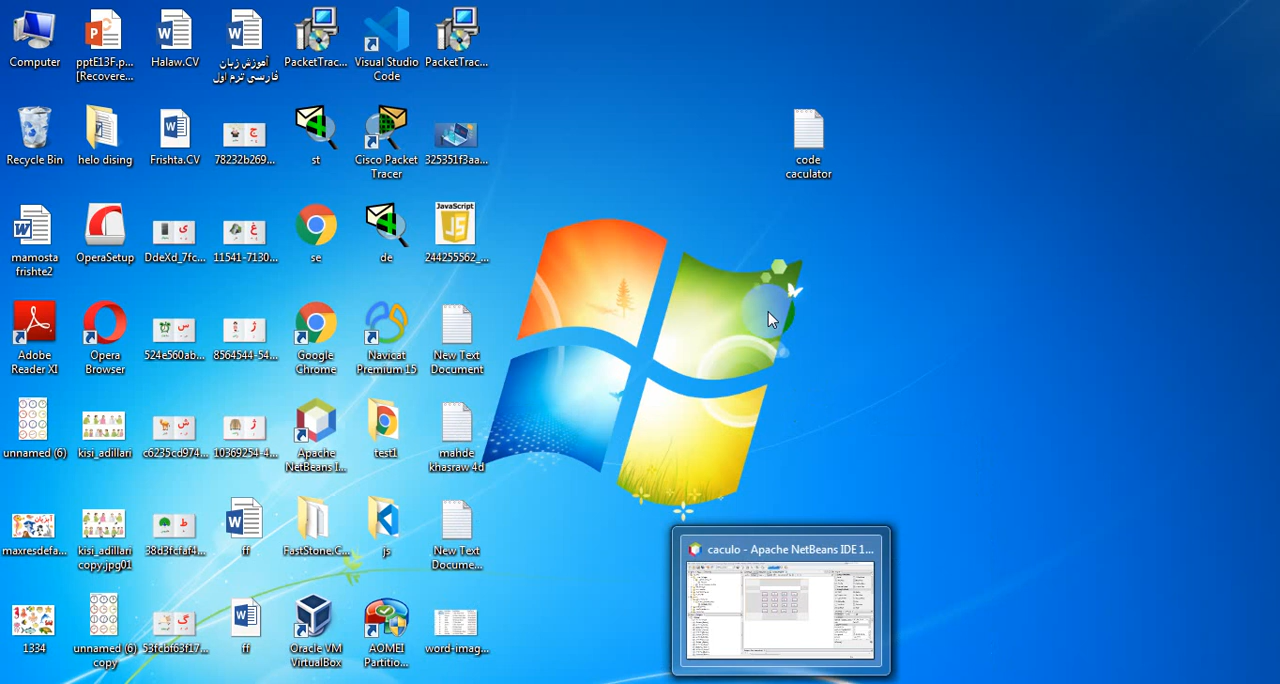 Computer
pptE13F.p...
[Recovere...
Halaw.CV
آموزش زبان
فارسی ترم اول
PacketTrac...
Visual Studio
Code
PacketTrac...
Recycle Bin
helo dising
Frishta.CV
78232b269...
st
Cisco Packet
Tracer
325351f3aa...
code
caculator
mamosta
frishte2
OperaSetup
DdeXd_7fc...
11541-7130...
se
de
JavaScript
JS
244255562_...
Adobe
Reader XI
Opera
Browser
524e560ab...
8564544-54...
Google
Chrome
Navicat
Premium 15
New Text
Document
unnamed (6)
kisi_adillari
c6235cd974...
10369254-4...
Apache
NetBeans I...
test1
mahde
khasraw 4d
maxresdefa...
kisi_adillari
copy.jpg01
38d3fcfaf4...
ff
FastStone.C...
js
New Text
Docume...
caculo - Apache NetBeans IDE 1...
1334
unnamed (6)
copy
53fcbf63f17...
ff
Oracle VM
VirtualBox
AOMEI
Partitio...
word-imag...